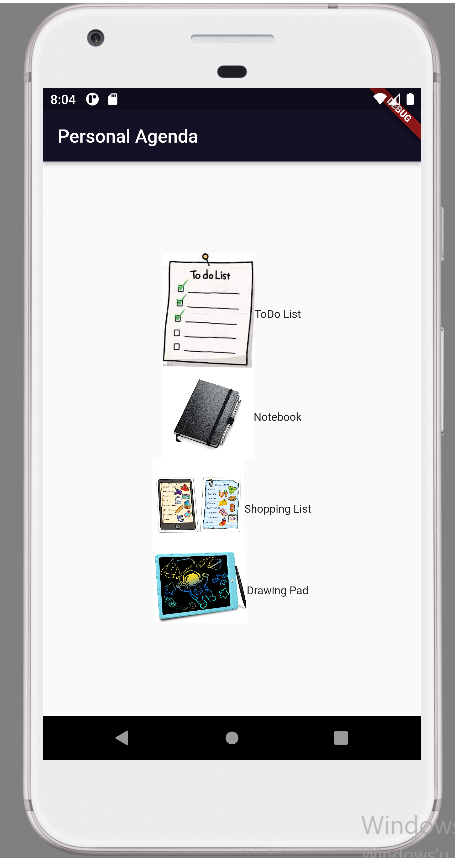 8:04
DEBUG
Personal Agenda
To do List
ToDo List
Notebook
Shopping List
Drawing Pad
Windows
Windows'u